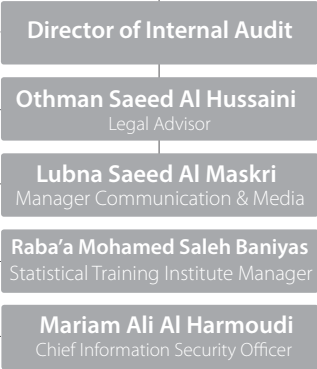 Director of Internal Audit
Othman Saeed Al Hussaini
Legal Advisor
Lubna Saeed Al Maskri
Manager Communication & Media
Raba'a Mohamed Saleh Baniyas
Statistical Training Institute Manager
Mariam Ali Al Harmoudi
Chief Information Security Officer